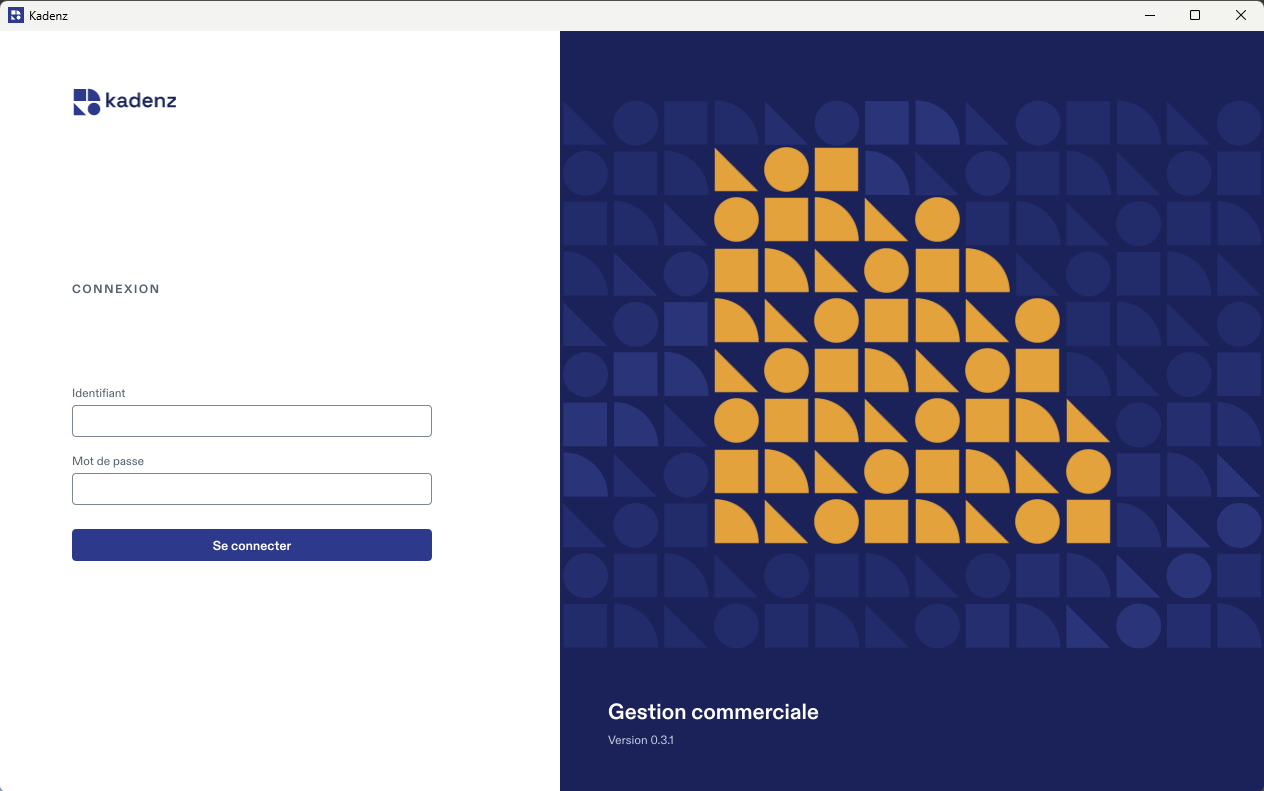 Kadenz
kadenz
CONNEXION
Identifiant
Mot de passe
Se connecter
Gestion commerciale
Version 0.3.1